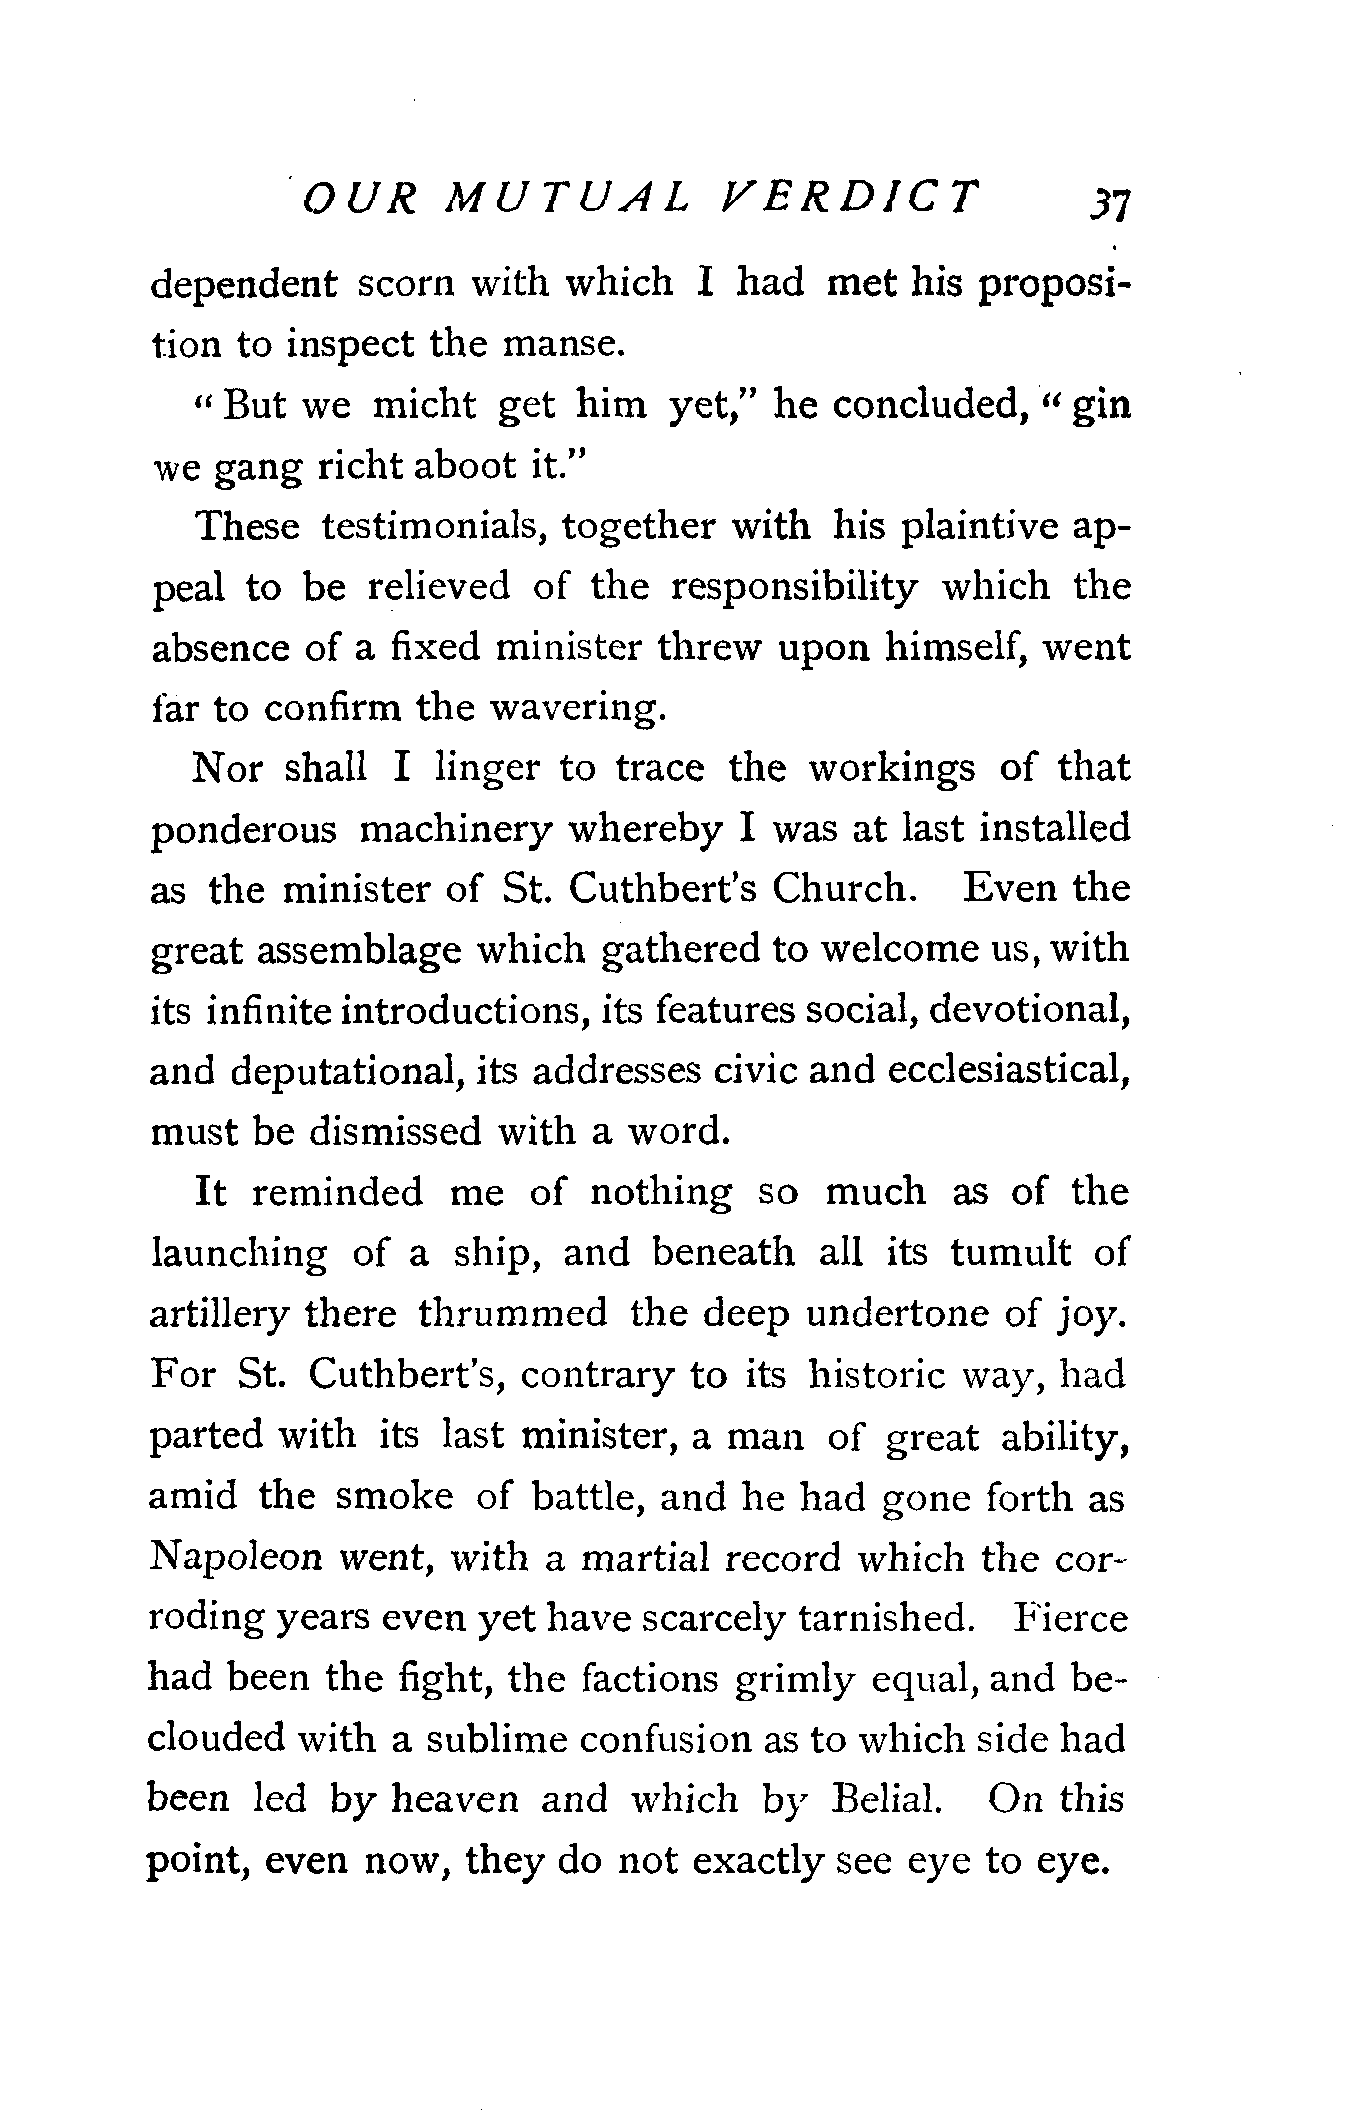 OUR MUTUAL VERDICT 37
dependent scorn with which I had met his proposi-
tion to inspect the manse.
" But we micht get him yet," he concluded, " gin
we gang richt aboot it."
These testimonials, together with his plaintive ap-
peal to be relieved of the responsibility which the
absence of a fixed minister threw upon himself, went
far to confirm the wavering.
Nor shall I linger to trace the workings of that
ponderous machinery whereby I was at last installed
as the minister of St. Cuthbert's Church. Even the
great assemblage which gathered to welcome us, with
its infinite introductions, its features social, devotional,
and deputational, its addresses civic and ecclesiastical,
must be dismissed with a word.
It reminded me of nothing so much as of the
launching of a ship, and beneath all its tumult of
artillery there thrummed the deep undertone of joy.
For St. Cuthbert's, contrary to its historic way, had
parted with its last minister, a man of great ability,
amid the smoke of battle, and he had gone forth as
Napoleon went, with a martial record which the cor-
roding years even yet have scarcely tarnished. Fierce
had been the fight, the factions grimly equal, and be-
clouded with a sublime confusion as to which side had
been led by heaven and which by Belial. On this
point, even now, they do not exactly see eye to eye.